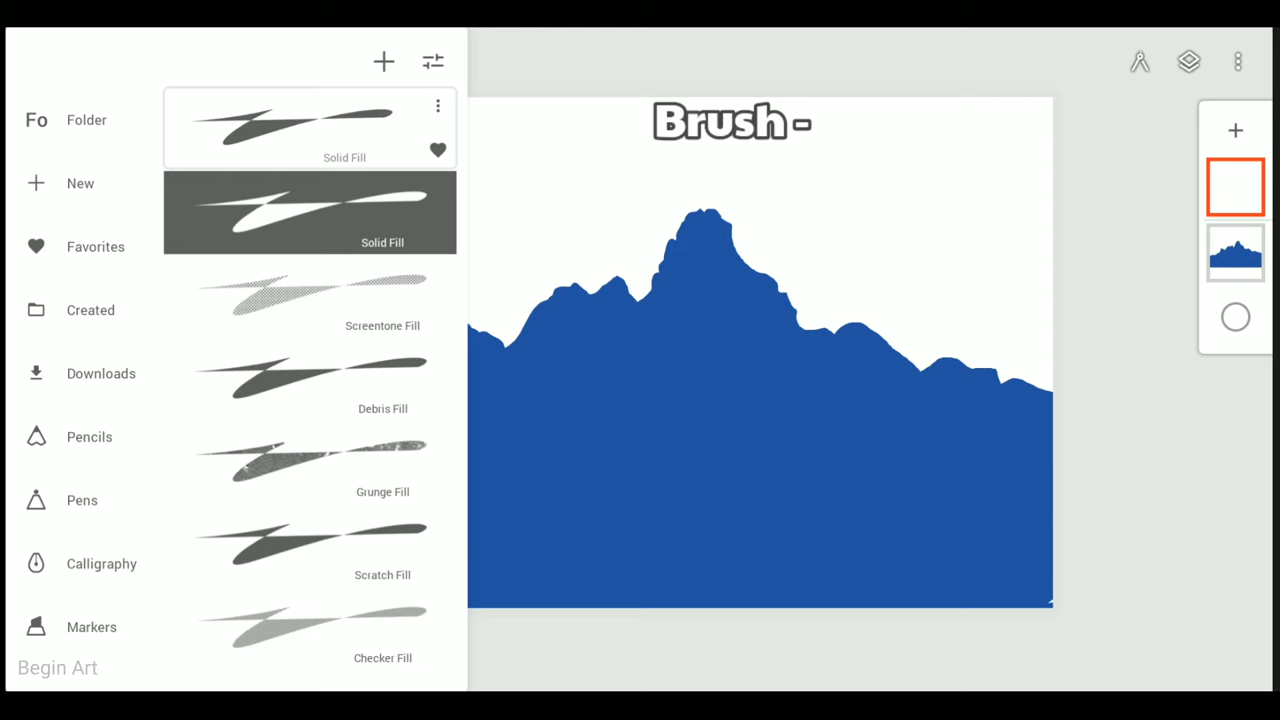 Brush -
Fo Folder
New
Favorites
Created
Downloads
Pencils
Pens
Calligraphy
Markers
Begin Art
Solid Fill
Solid Fill
Screentone Fill
Debris Fill
Grunge Fill
Scratch Fill
Checker Fill